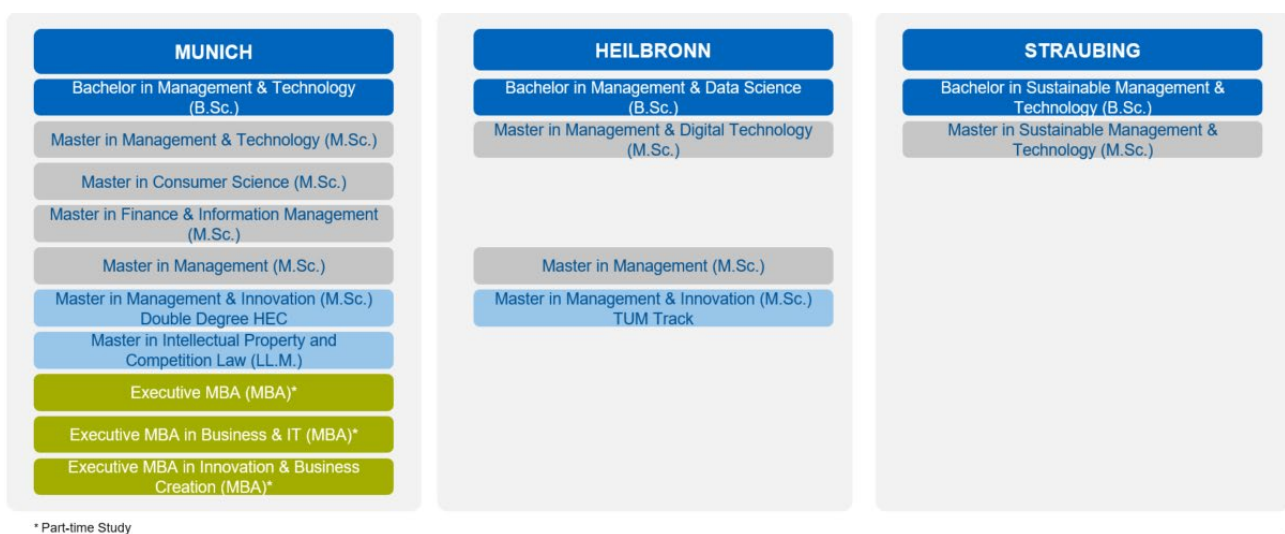 MUNICH
Bachelor in Management & Technology
(B.Sc.)
Master in Management & Technology (M.Sc.)
Master in Consumer Science (M.Sc.)
Master in Finance & Information Management
(M.Sc.)
Master in Management (M.Sc.)
Master in Management & Innovation (M.Sc.)
Double Degree HEC
Master in Intellectual Property and
Competition Law (LL.M.)
Executive MBA (MBA)*
Executive MBA in Business & IT (MBA)*
Executive MBA in Innovation & Business
Creation (MBA)*
HEILBRONN
Bachelor in Management & Data Science
(B.Sc.)
Master in Management & Digital Technology
(M.Sc.)
Master in Management (M.Sc.)
Master in Management & Innovation (M.Sc.)
TUM Track
STRAUBING
Bachelor in Sustainable Management &
Technology (B.Sc.)
Master in Sustainable Management &
Technology (M.Sc.)
* Part-time Study